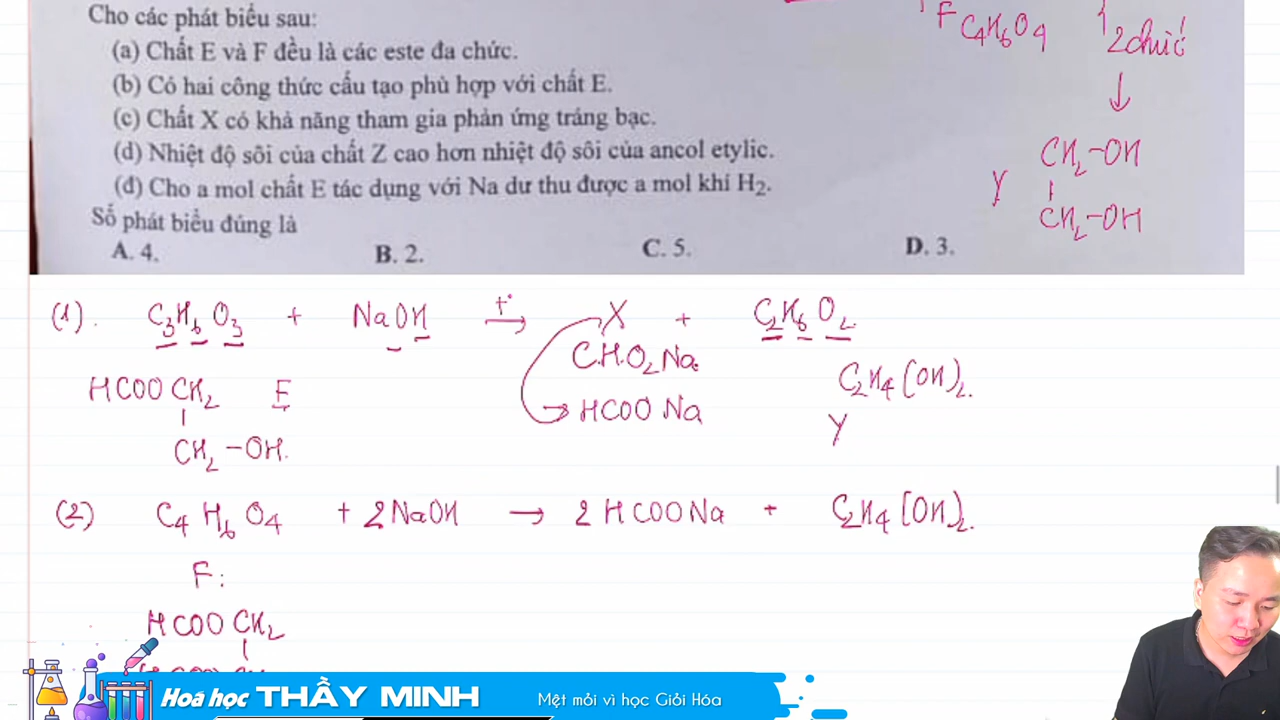 Cho các phát biểu sau:
(a) Chất E và F đều là các este đa chức.
(b) Có hai công thức cấu tạo phù hợp với chất E.
(c) Chất X có khả năng tham gia phản ứng tráng bạc.
(d) Nhiệt độ sôi của chất Z cao hơn nhiệt độ sôi của ancol etylic.
(đ) Cho a mol chất E tác dụng với Na dư thu được a mol khí H₂.
Số phát biểu đúng là
A. 4. B. 2. C. 5. D. 3.
F C₄H₆O₄ 2 chức
↓
CH₂-OH
Y
CH₂-OH
(1). C₃H₆O₃ + NaOH t° → X + C₂H₆O₂.
C.H.O₂Na.
HCOO CH₂ E → HCOONa C₂H₄(OH)₂.
CH₂-OH. Y
(2) C₄H₆O₄ + 2NaOH → 2HCOONa + C₂H₄(OH)₂.
F:
HCOO CH₂
Hoá học THẦY MINH Mệt mỏi vì học Giỏi Hóa